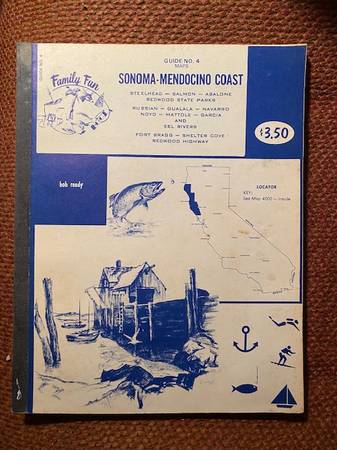 GUIDE NO. 4
MAPS
Family Fun
SONOMA-MENDOCINO COAST
STEELHEAD — SALMON — ABALONE
REDWOOD STATE PARKS
RUSSIAN — GUALALA — NAVARRO
NOYO — MATTOLE — GARCIA
AND
EEL RIVERS
FORT BRAGG — SHELTER COVE
REDWOOD HIGHWAY
$3.50
bob reedy
LOCATOR
KEY:
See Map 4000 — Inside